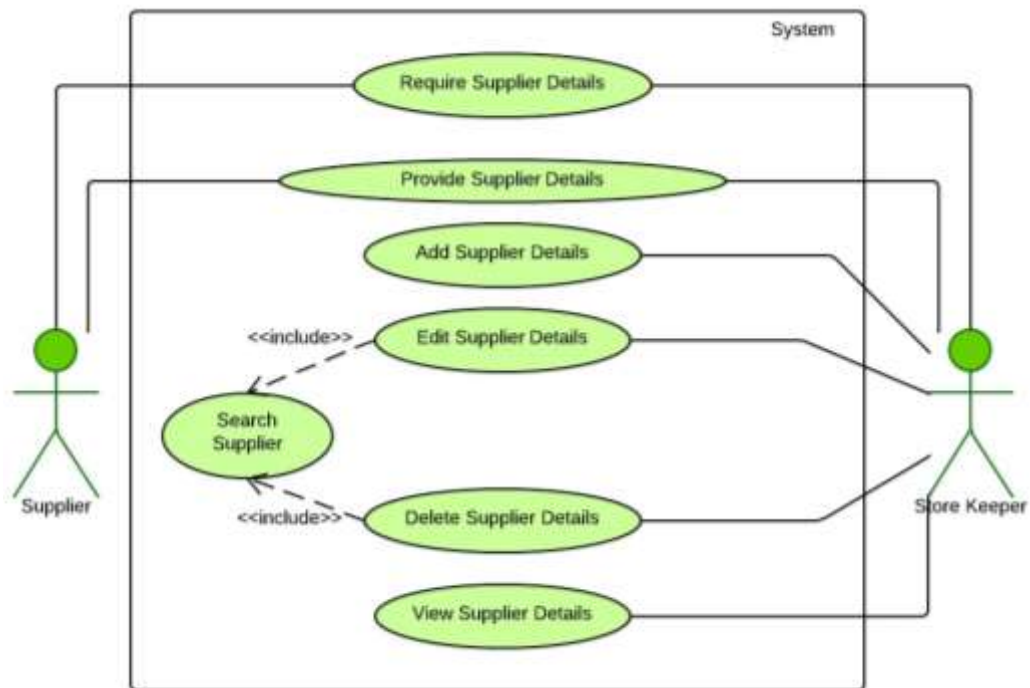 System
Require Supplier Details
Provide Supplier Details
Add Supplier Details
<<include>>
Edit Supplier Details
Search
Supplier
Supplier
<<include>>
Delete Supplier Details
Store Keeper
View Supplier Details